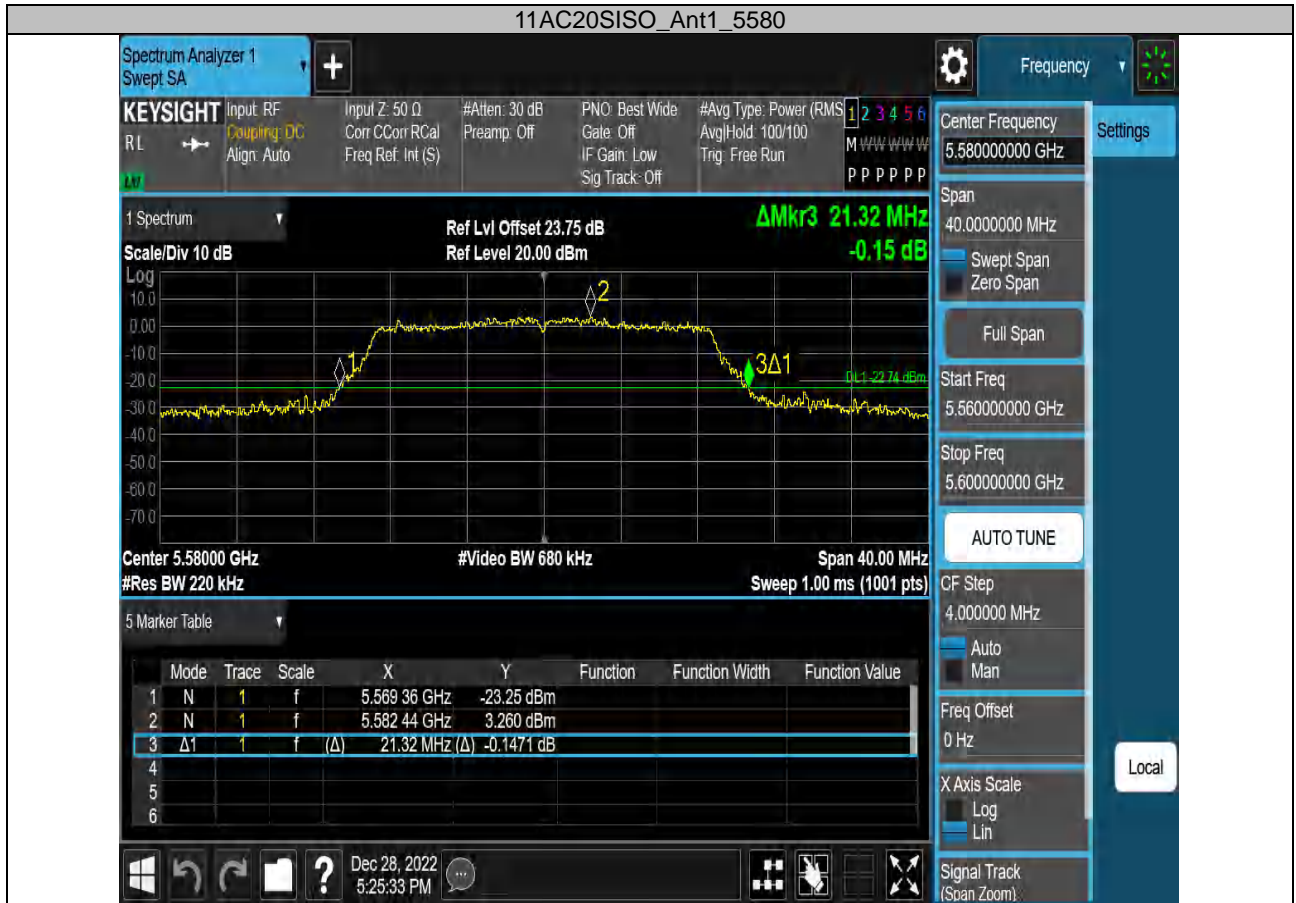 11AC20SISO_Ant1_5580
Spectrum Analyzer 1
Swept SA
Frequency
KEYSIGHT
RL
Input: RF
Coupling: DC
Align: Auto
Input Z: 50 Ω
Corr CCorr RCal
Freq Ref: Int (S)
#Atten: 30 dB
Preamp: Off
PNO: Best Wide
Gate: Off
IF Gain: Low
Sig Track: Off
#Avg Type: Power (RMS
Avg|Hold: 100/100
Trig: Free Run
1 2 3 4 5 6
M W W W W W
P P P P P P
1 Spectrum
Scale/Div 10 dB
Ref Lvl Offset 23.75 dB
Ref Level 20.00 dBm
ΔMkr3 21.32 MHz
-0.15 dB
Log
10.0
0.00
-10.0
-20.0
-30.0
-40.0
-50.0
-60.0
-70.0
1
2
3Δ1
DL1 -22.74 dBm
Center 5.58000 GHz
#Video BW 680 kHz
Span 40.00 MHz
#Res BW 220 kHz
Sweep 1.00 ms (1001 pts)
5 Marker Table
Mode Trace Scale X Y Function Function Width Function Value
1 N 1 f 5.569 36 GHz -23.25 dBm
2 N 1 f 5.582 44 GHz 3.260 dBm
3 Δ1 1 f (Δ) 21.32 MHz (Δ) -0.1471 dB
4
5
6
Dec 28, 2022
5:25:33 PM
Center Frequency
5.580000000 GHz
Settings
Span
40.0000000 MHz
Swept Span
Zero Span
Full Span
Start Freq
5.560000000 GHz
Stop Freq
5.600000000 GHz
AUTO TUNE
CF Step
4.000000 MHz
Auto
Man
Freq Offset
0 Hz
X Axis Scale
Log
Lin
Local
Signal Track
(Span Zoom)